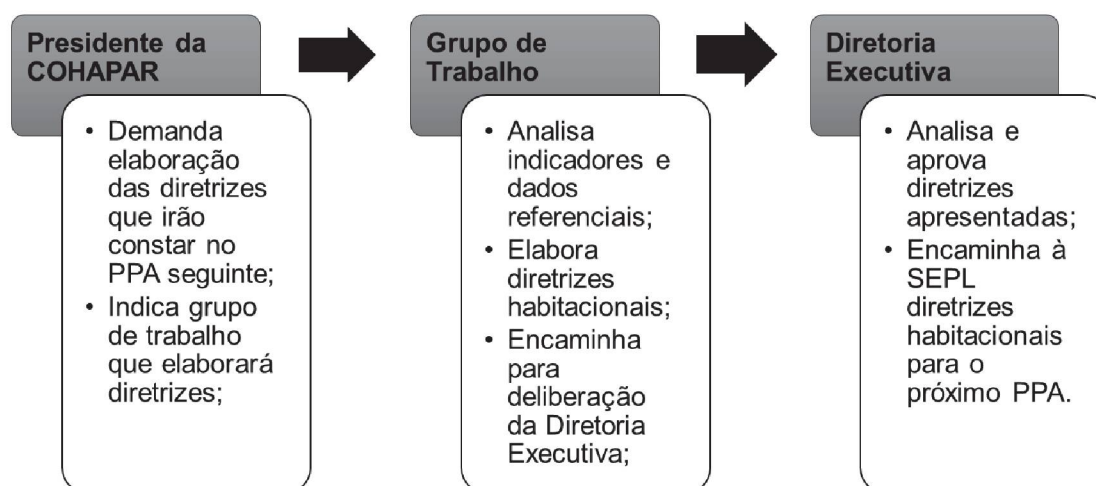 Presidente da
COHAPAR
• Demanda
elaboração
das diretrizes
que irão
constar no
PPA seguinte;
• Indica grupo
de trabalho
que elaborará
diretrizes;
Grupo de
Trabalho
• Analisa
indicadores e
dados
referenciais;
• Elabora
diretrizes
habitacionais;
• Encaminha
para
deliberação
da Diretoria
Executiva;
Diretoria
Executiva
• Analisa e
aprova
diretrizes
apresentadas;
• Encaminha à
SEPL
diretrizes
habitacionais
para o
próximo PPA.